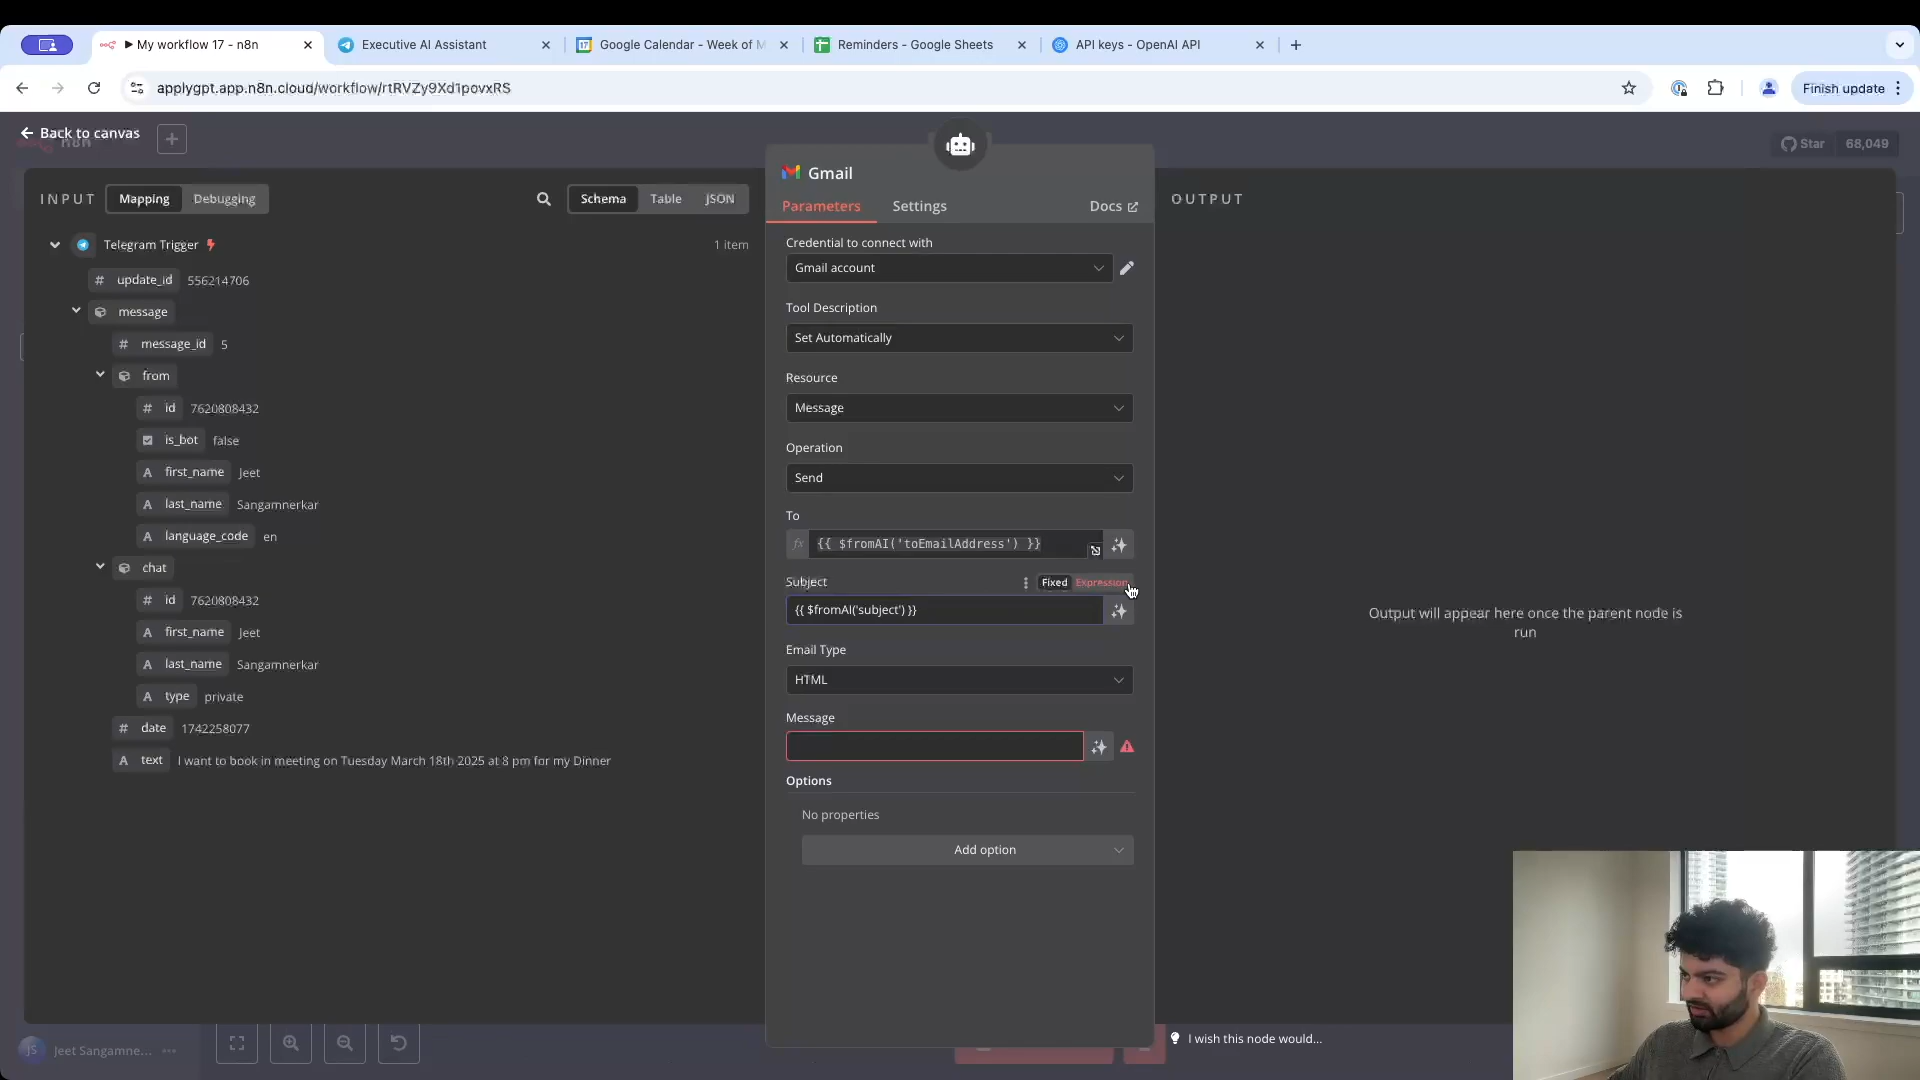 My workflow 17 - n8n
Executive AI Assistant
Google Calendar - Week of M
Reminders - Google Sheets
API keys - OpenAI API
applygpt.app.n8n.cloud/workflow/rtRVZy9Xd1povxRS
Finish update
Back to canvas
n8n
Star 68,049
INPUT
Mapping
Debugging
Schema
Table
JSON
Telegram Trigger
1 item
# update_id 556214706
message
# message_id 5
from
# id 7620808432
is_bot false
A first_name Jeet
A last_name Sangamnerkar
A language_code en
chat
# id 7620808432
A first_name Jeet
A last_name Sangamnerkar
A type private
# date 1742258077
A text I want to book in meeting on Tuesday March 18th 2025 at 8 pm for my Dinner
Gmail
Parameters
Settings
Docs
Credential to connect with
Gmail account
Tool Description
Set Automatically
Resource
Message
Operation
Send
To
fx {{ $fromAI('toEmailAddress') }}
Subject
Fixed
Expression
{{ $fromAI('subject') }}
Email Type
HTML
Message
Options
No properties
Add option
OUTPUT
Output will appear here once the parent node is
run
JS Jeet Sangamne...
I wish this node would...